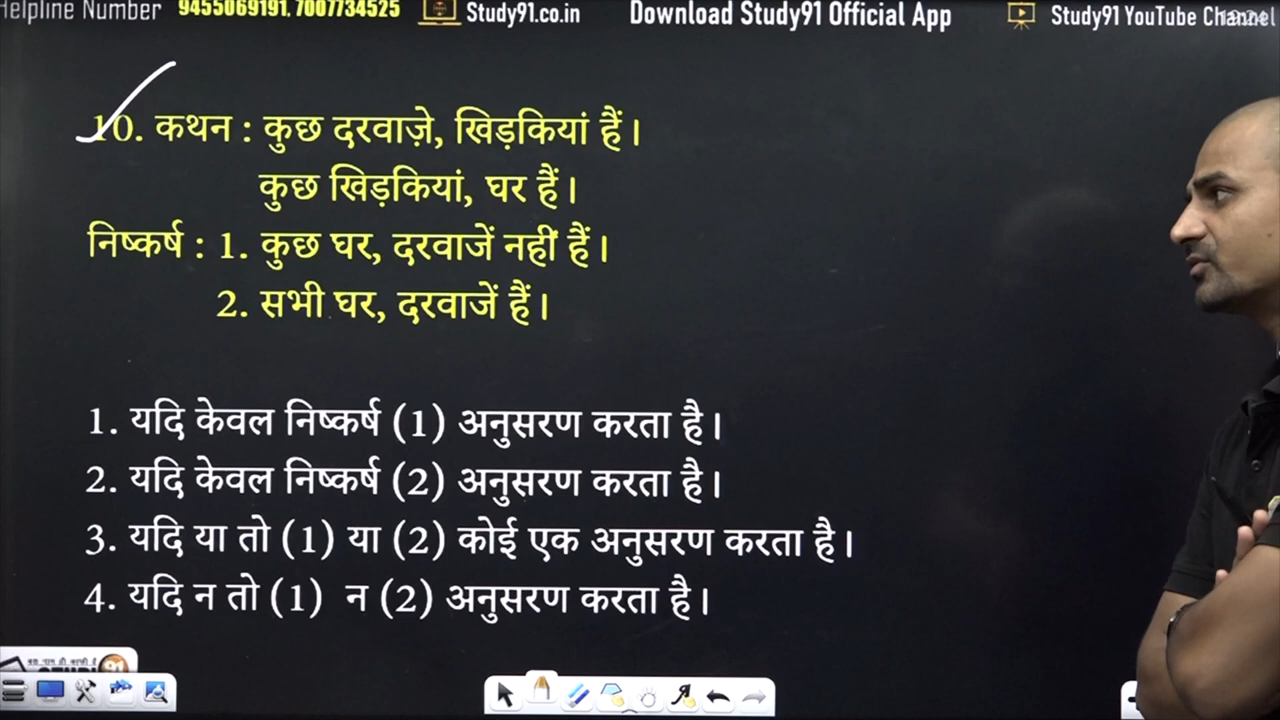 Helpline Number 9455069191, 7007734525 Study91.co.in Download Study91 Official App Study91 YouTube Channel
10. कथन : कुछ दरवाज़े, खिड़कियां हैं।
कुछ खिड़कियां, घर हैं।
निष्कर्ष : 1. कुछ घर, दरवाजें नहीं हैं।
2. सभी घर, दरवाजें हैं।
1. यदि केवल निष्कर्ष (1) अनुसरण करता है।
2. यदि केवल निष्कर्ष (2) अनुसरण करता है।
3. यदि या तो (1) या (2) कोई एक अनुसरण करता है।
4. यदि न तो (1) न (2) अनुसरण करता है।